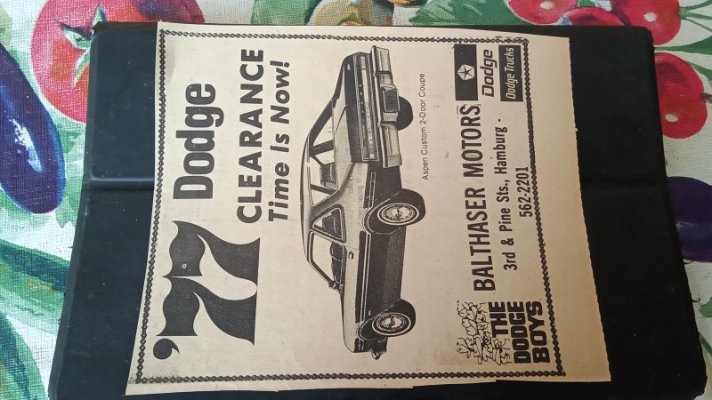 '77 Dodge
CLEARANCE
Time Is Now!
Aspen Custom 2-Door Coupe
THE
DODGE
BOYS
BALTHASER MOTORS
3rd & Pine Sts., Hamburg -
562-2201
Dodge
Dodge Trucks